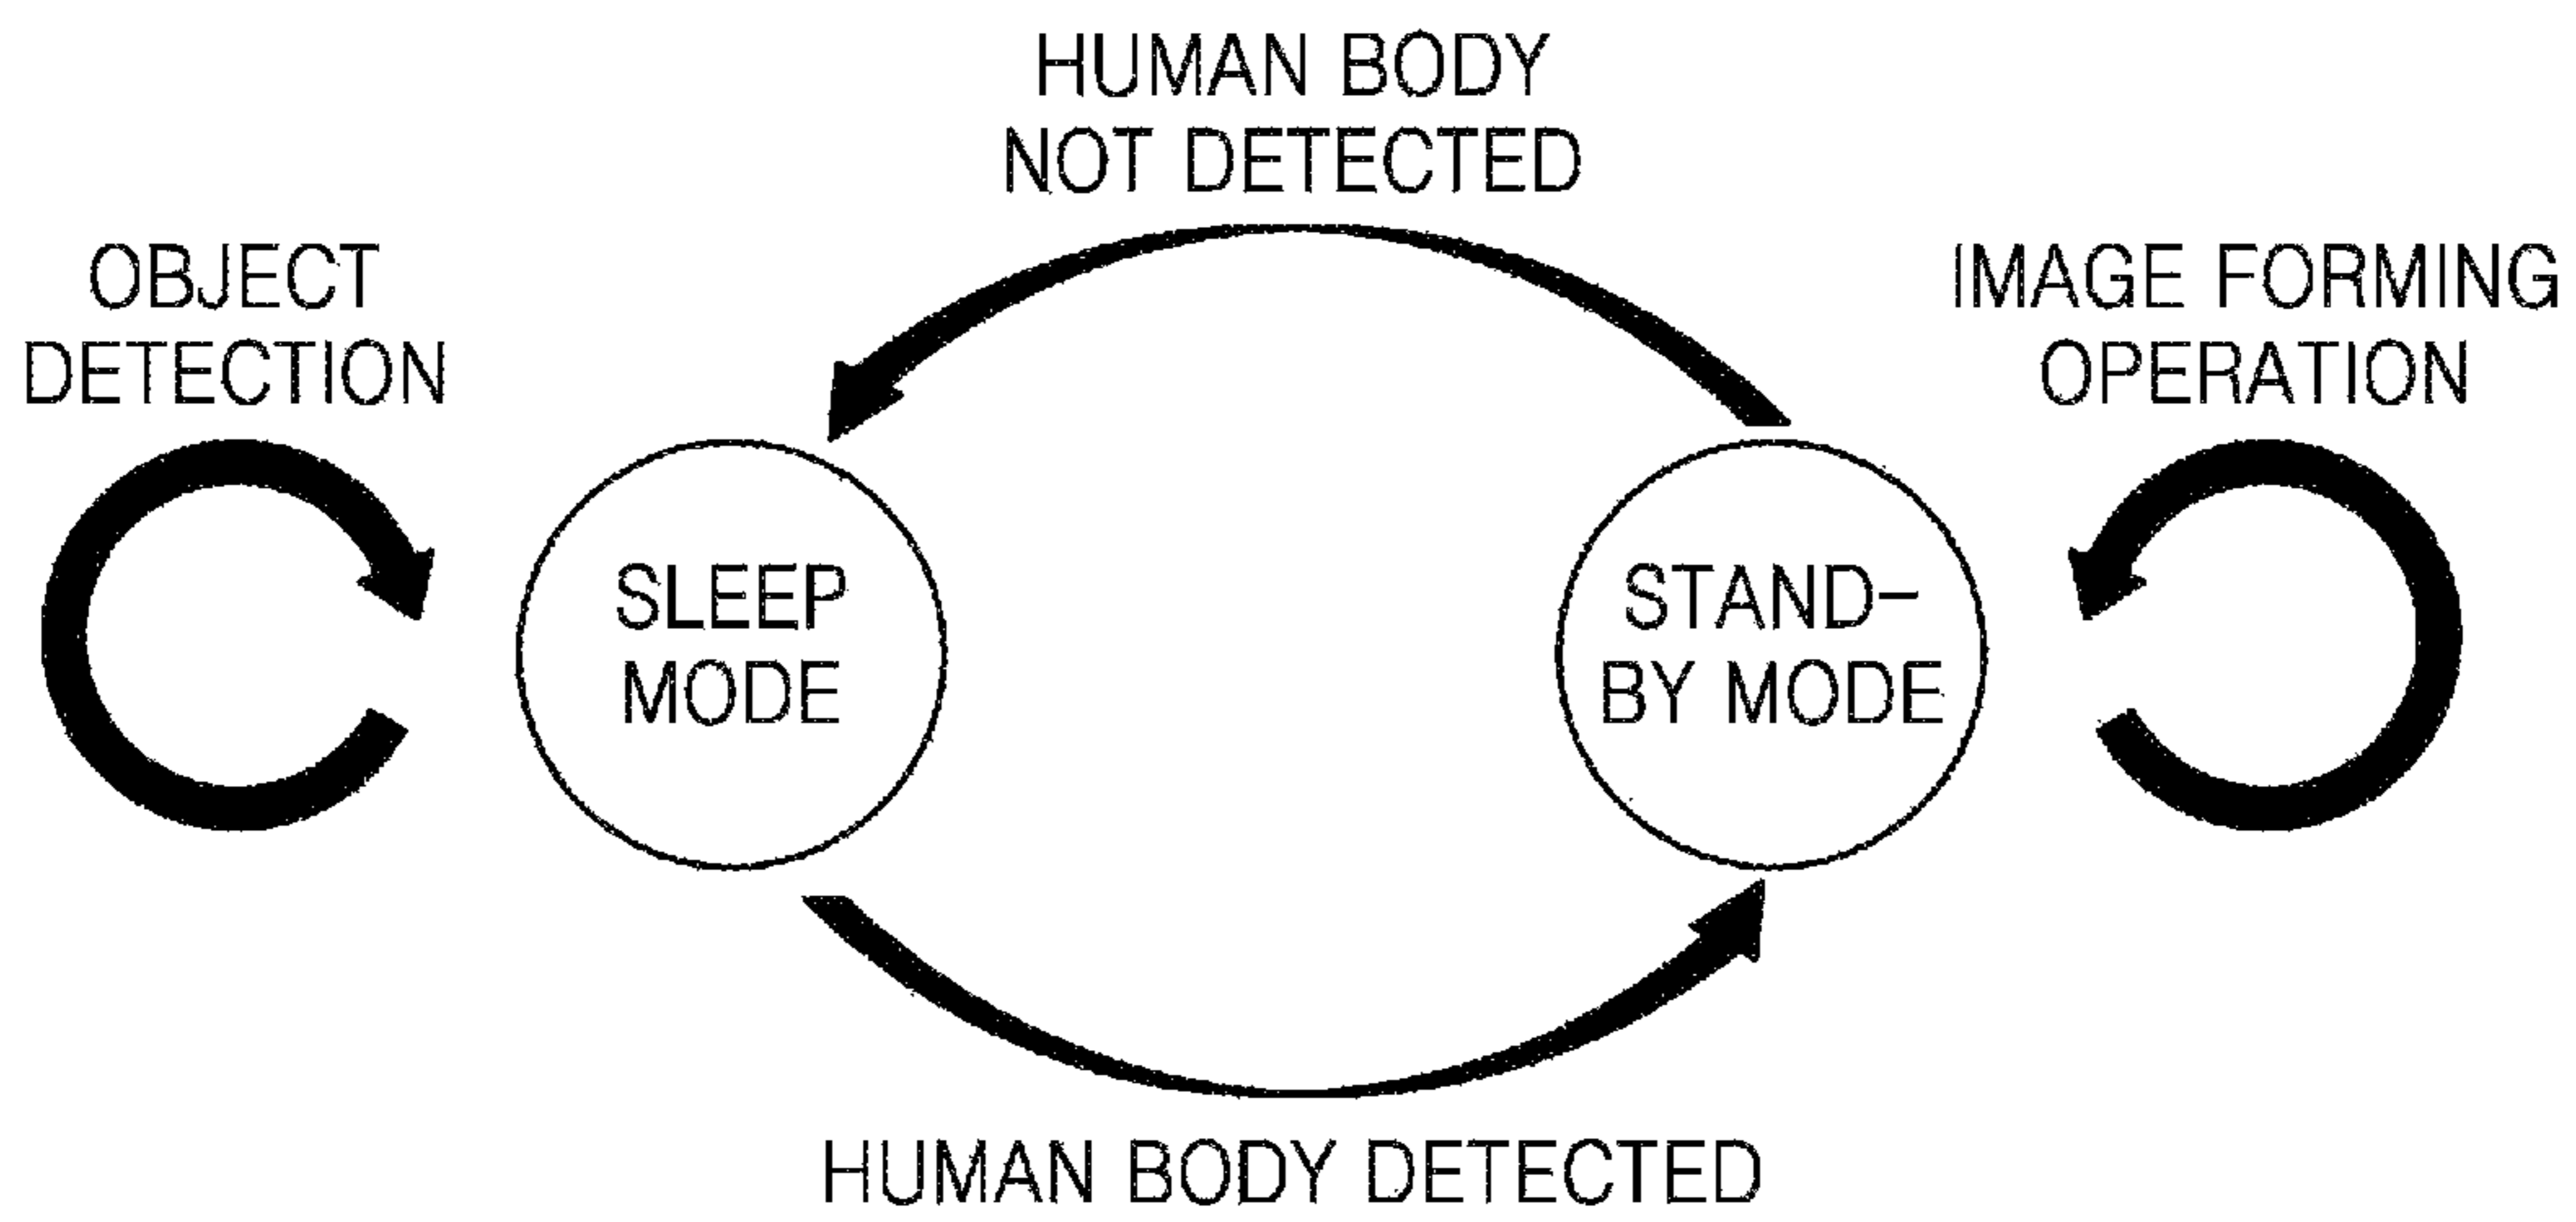 HUMAN BODY
NOT DETECTED
OBJECT
DETECTION
IMAGE FORMING
OPERATION
SLEEP
MODE
STAND-
BY MODE
HUMAN BODY DETECTED